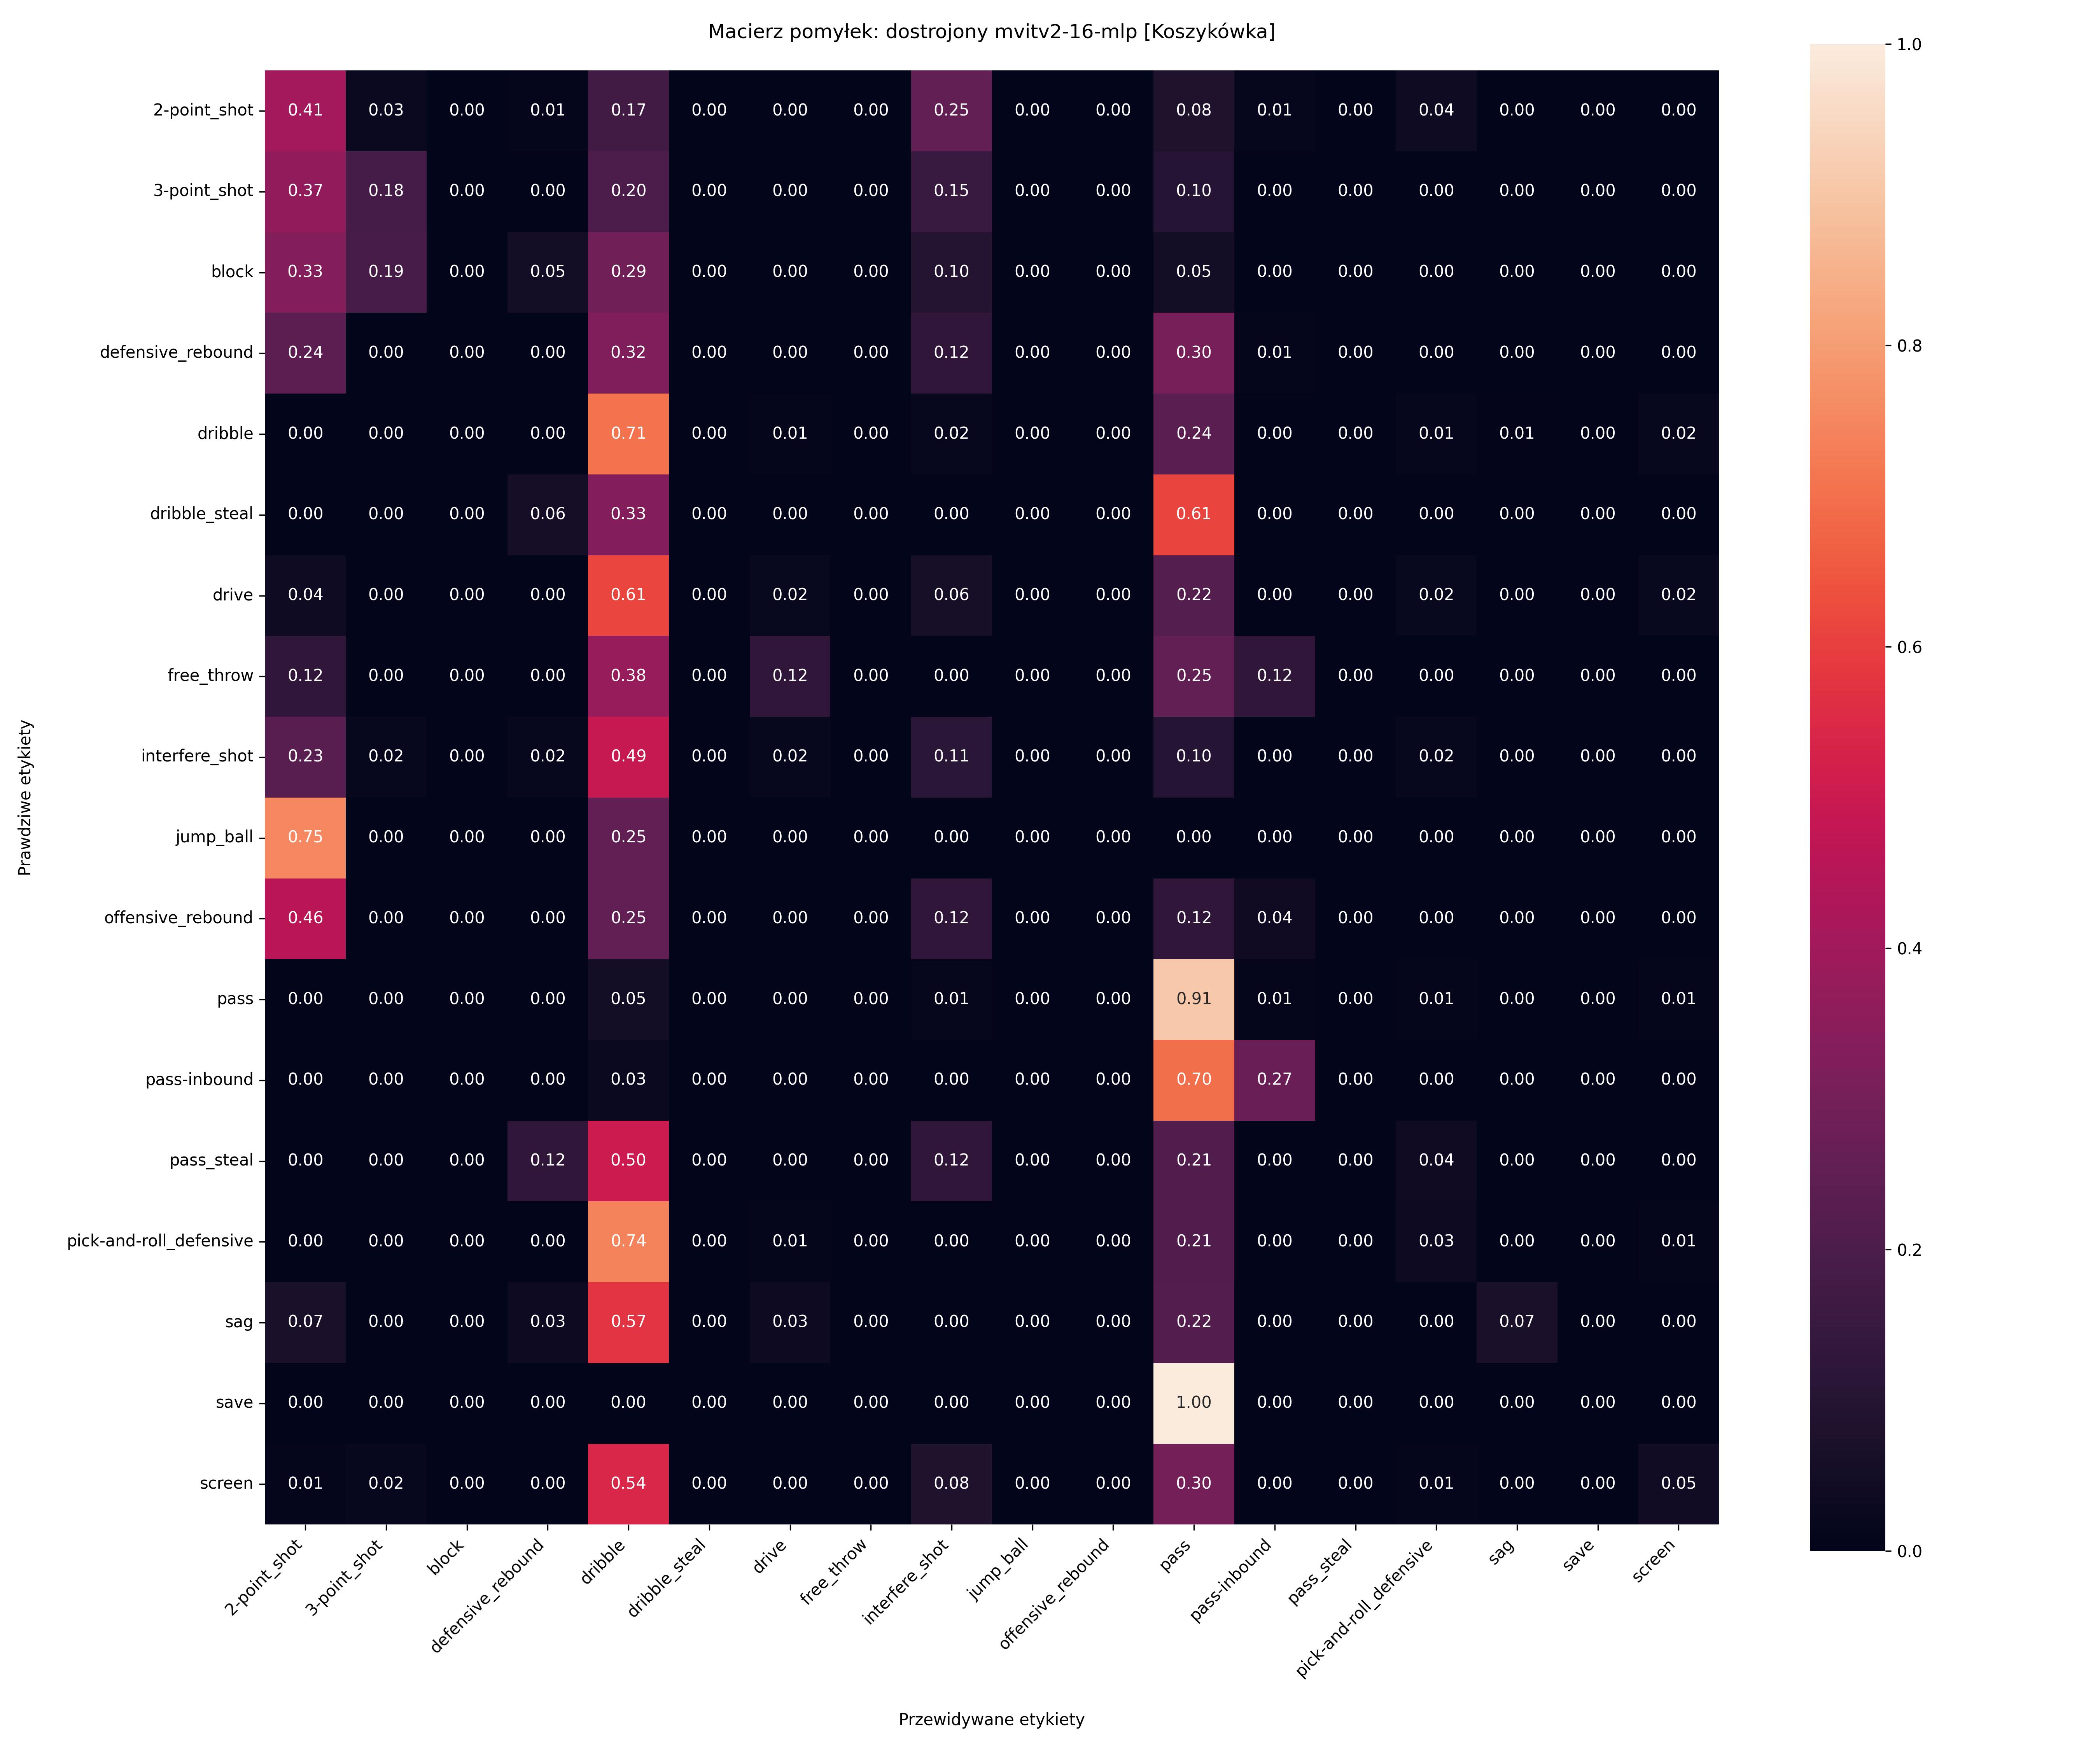 Macierz pomyłek: dostrojony mvitv2-16-mlp [Koszykówka]
2-point_shot 0.41 0.03 0.00 0.01 0.17 0.00 0.00 0.00 0.25 0.00 0.00 0.08 0.01 0.00 0.04 0.00 0.00 0.00
3-point_shot 0.37 0.18 0.00 0.00 0.20 0.00 0.00 0.00 0.15 0.00 0.00 0.10 0.00 0.00 0.00 0.00 0.00 0.00
block 0.33 0.19 0.00 0.05 0.29 0.00 0.00 0.00 0.10 0.00 0.00 0.05 0.00 0.00 0.00 0.00 0.00 0.00
defensive_rebound 0.24 0.00 0.00 0.00 0.32 0.00 0.00 0.00 0.12 0.00 0.00 0.30 0.01 0.00 0.00 0.00 0.00 0.00
dribble 0.00 0.00 0.00 0.00 0.71 0.00 0.01 0.00 0.02 0.00 0.00 0.24 0.00 0.00 0.01 0.01 0.00 0.02
dribble_steal 0.00 0.00 0.00 0.06 0.33 0.00 0.00 0.00 0.00 0.00 0.00 0.61 0.00 0.00 0.00 0.00 0.00 0.00
drive 0.04 0.00 0.00 0.00 0.61 0.00 0.02 0.00 0.06 0.00 0.00 0.22 0.00 0.00 0.02 0.00 0.00 0.02
free_throw 0.12 0.00 0.00 0.00 0.38 0.00 0.12 0.00 0.00 0.00 0.00 0.25 0.12 0.00 0.00 0.00 0.00 0.00
interfere_shot 0.23 0.02 0.00 0.02 0.49 0.00 0.02 0.00 0.11 0.00 0.00 0.10 0.00 0.00 0.02 0.00 0.00 0.00
jump_ball 0.75 0.00 0.00 0.00 0.25 0.00 0.00 0.00 0.00 0.00 0.00 0.00 0.00 0.00 0.00 0.00 0.00 0.00
offensive_rebound 0.46 0.00 0.00 0.00 0.25 0.00 0.00 0.00 0.12 0.00 0.00 0.12 0.04 0.00 0.00 0.00 0.00 0.00
pass 0.00 0.00 0.00 0.00 0.05 0.00 0.00 0.00 0.01 0.00 0.00 0.91 0.01 0.00 0.01 0.00 0.00 0.01
pass-inbound 0.00 0.00 0.00 0.00 0.03 0.00 0.00 0.00 0.00 0.00 0.00 0.70 0.27 0.00 0.00 0.00 0.00 0.00
pass_steal 0.00 0.00 0.00 0.12 0.50 0.00 0.00 0.00 0.12 0.00 0.00 0.21 0.00 0.00 0.04 0.00 0.00 0.00
pick-and-roll_defensive 0.00 0.00 0.00 0.00 0.74 0.00 0.01 0.00 0.00 0.00 0.00 0.21 0.00 0.00 0.03 0.00 0.00 0.01
sag 0.07 0.00 0.00 0.03 0.57 0.00 0.03 0.00 0.00 0.00 0.00 0.22 0.00 0.00 0.00 0.07 0.00 0.00
save 0.00 0.00 0.00 0.00 0.00 0.00 0.00 0.00 0.00 0.00 0.00 1.00 0.00 0.00 0.00 0.00 0.00 0.00
screen 0.01 0.02 0.00 0.00 0.54 0.00 0.00 0.00 0.08 0.00 0.00 0.30 0.00 0.00 0.01 0.00 0.00 0.05
2-point_shot
3-point_shot
block
defensive_rebound
dribble
dribble_steal
drive
free_throw
interfere_shot
jump_ball
offensive_rebound
pass
pass-inbound
pass_steal
pick-and-roll_defensive
sag
save
screen
Prawdziwe etykiety
Przewidywane etykiety
1.0
0.8
0.6
0.4
0.2
0.0